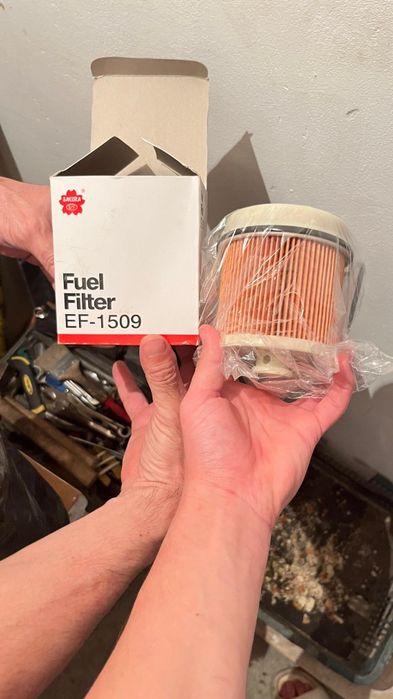 SAKURA
®
Fuel
Filter
EF-1509